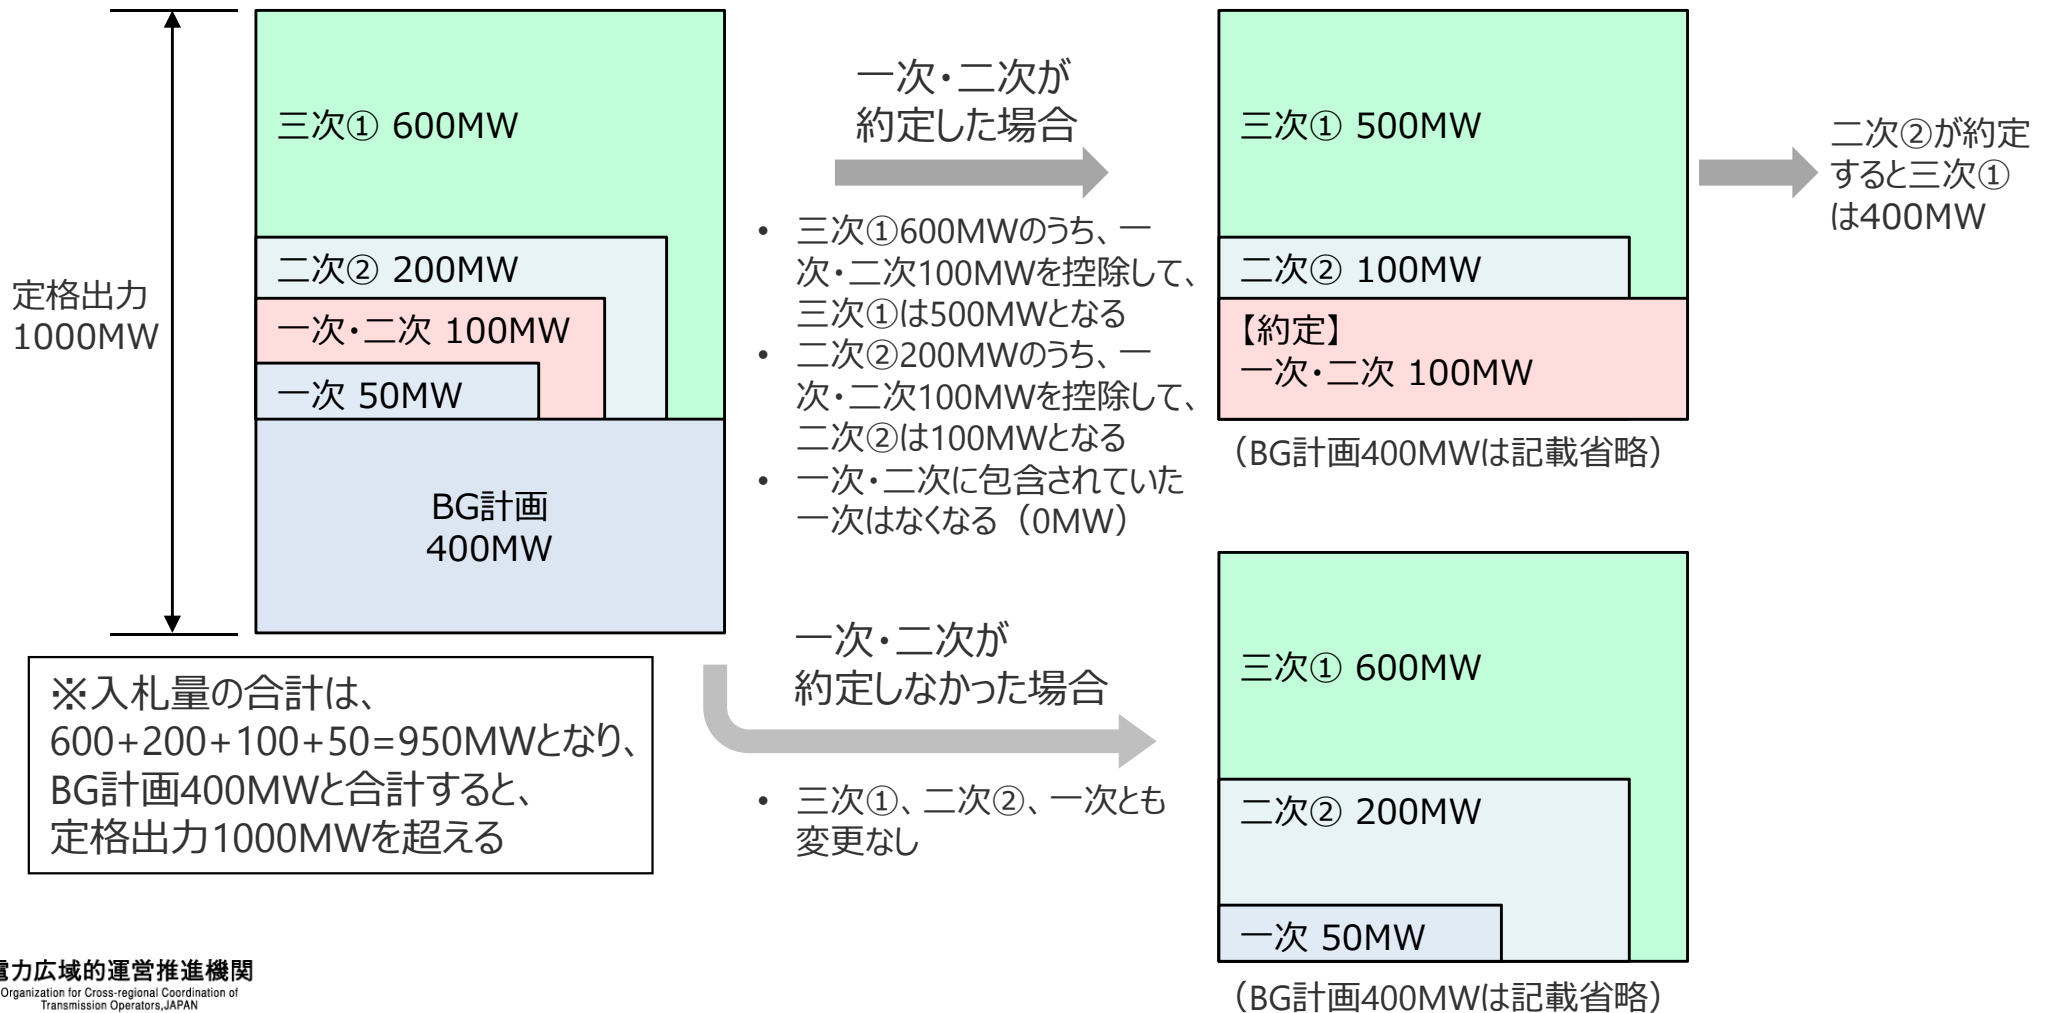 定格出力
1000MW
三次① 600MW
二次② 200MW
一次・二次 100MW
一次 50MW
BG計画
400MW
※入札量の合計は、
600+200+100+50=950MWとなり、
BG計画400MWと合計すると、
定格出力1000MWを超える
一次・二次が
約定した場合
• 三次①600MWのうち、一
次・二次100MWを控除して、
三次①は500MWとなる
• 二次②200MWのうち、一
次・二次100MWを控除して、
二次②は100MWとなる
• 一次・二次に包含されていた
一次はなくなる（0MW）
三次① 500MW
二次② 100MW
【約定】
一次・二次 100MW
（BG計画400MWは記載省略）
二次②が約定
すると三次①
は400MW
一次・二次が
約定しなかった場合
• 三次①、二次②、一次とも
変更なし
三次① 600MW
二次② 200MW
一次 50MW
（BG計画400MWは記載省略）
電力広域的運営推進機関
Organization for Cross-regional Coordination of
Transmission Operators,JAPAN